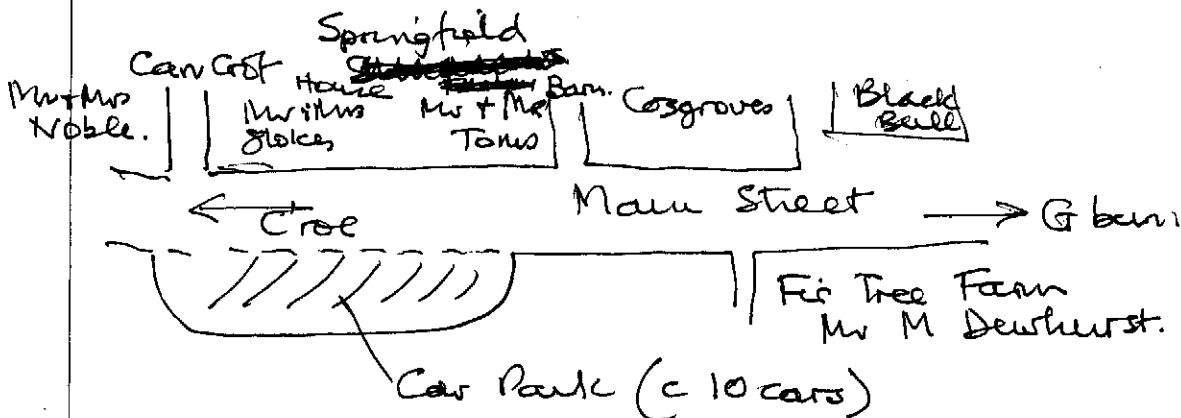 Springfield
Carr Croft
Mr + Mrs Noble.
House
Mr + Mrs Stokes
Barn.
Mr + Mrs Toms
Cosgroves
Black Bull
Main Street
Croe
G burn
Fir Tree Farm
Mr M Dewhurst.
Car Park (c 10 cars)